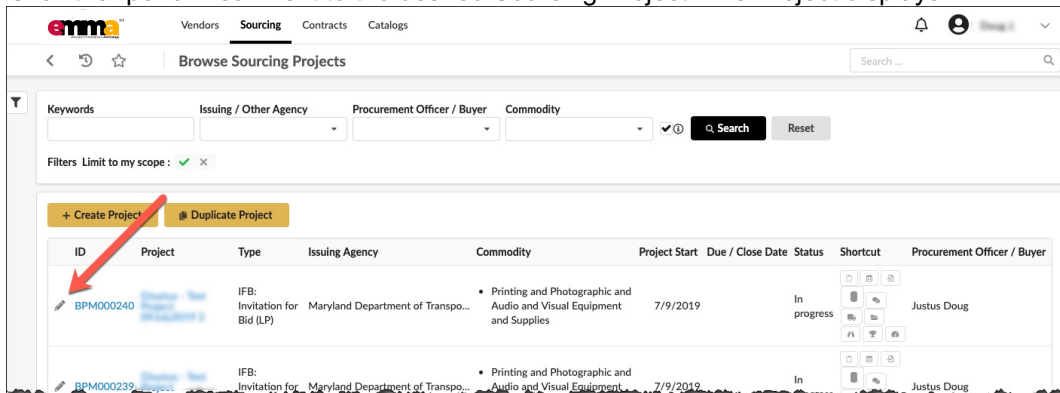 emma
Vendors Sourcing Contracts Catalogs
Browse Sourcing Projects
Search ...
Keywords Issuing / Other Agency Procurement Officer / Buyer Commodity
Search Reset
Filters Limit to my scope :
+ Create Project Duplicate Project
ID Project Type Issuing Agency Commodity Project Start Due / Close Date Status Shortcut Procurement Officer / Buyer
BPM000240 IFB: Invitation for Bid (LP) Maryland Department of Transpo... • Printing and Photographic and Audio and Visual Equipment and Supplies 7/9/2019 In progress Justus Doug
BPM000239 IFB: Invitation for Maryland Department of Transpo... • Printing and Photographic and Audio and Visual Equipment 7/9/2019 In Justus Doug